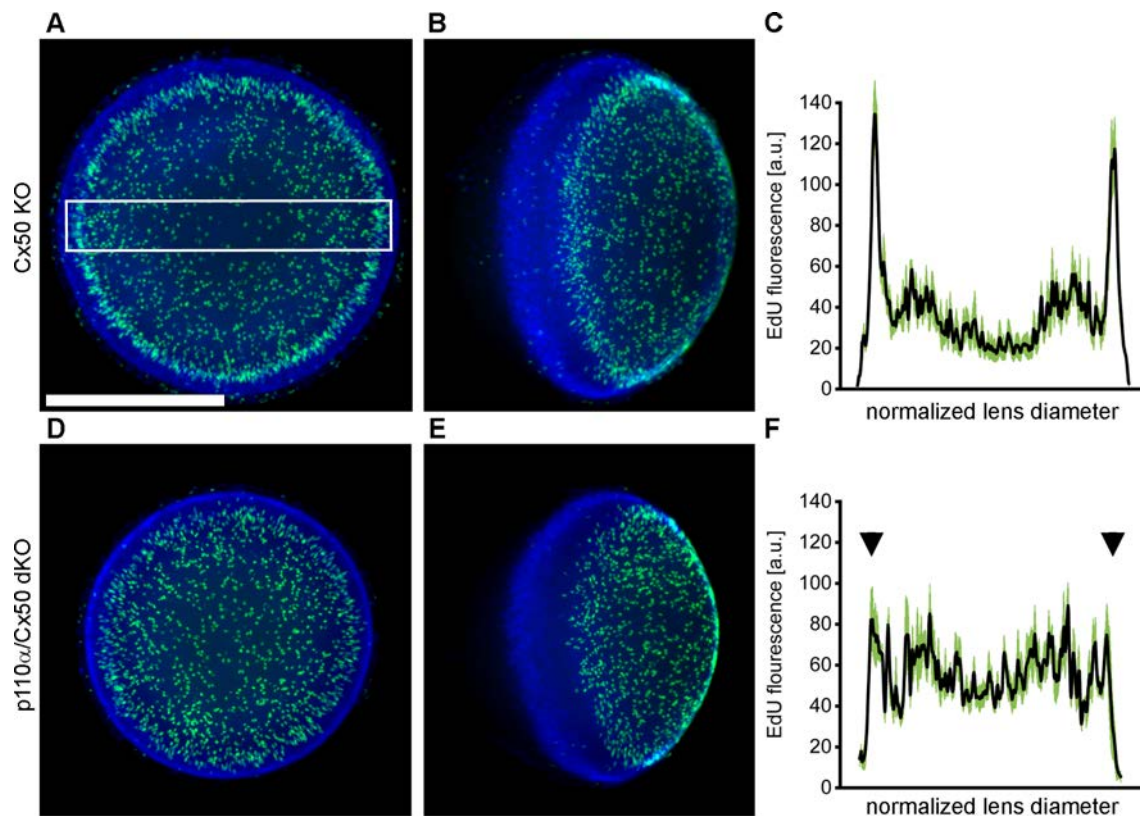 A
B
C
Cx50 KO
EdU fluorescence [a.u.]
140
120
100
80
60
40
20
0
normalized lens diameter
D
E
F
p110α/Cx50 dKO
EdU flourescence [a.u.]
140
120
100
80
60
40
20
0
normalized lens diameter